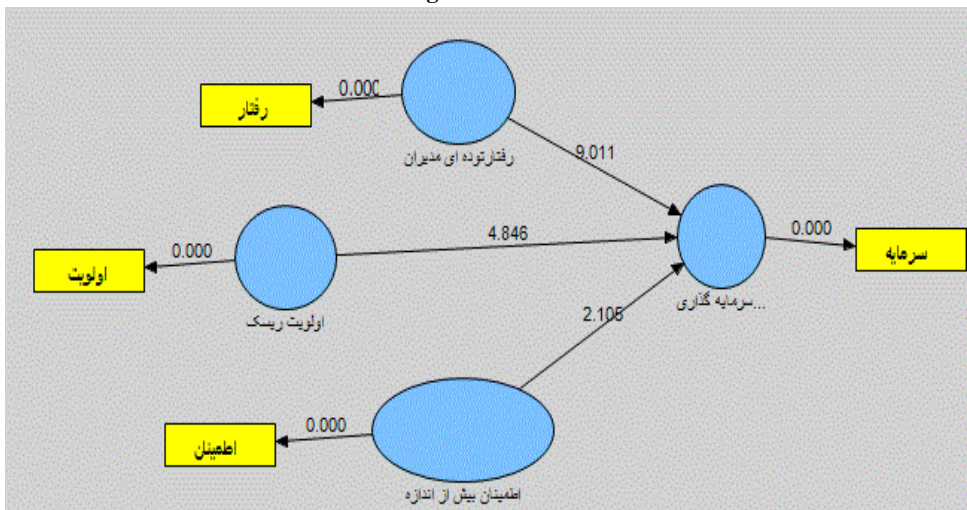 0.000
رفتار
رفتارتوده ای مدیران
9.011
4.846
0.000
سرمایه
...سرمایه گذاری
0.000
اولویت
اولویت ریسک
2.105
0.000
اطمینان
اطمینان بیش از اندازه